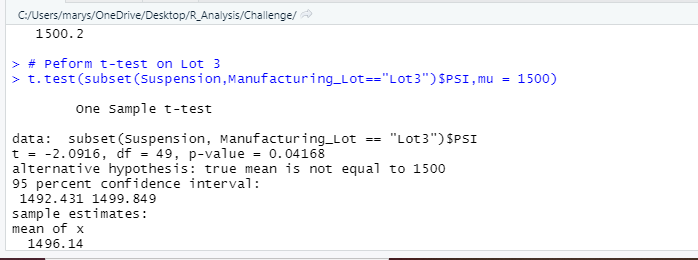 C:/Users/marys/OneDrive/Desktop/R_Analysis/Challenge/
1500.2
> # Peform t-test on Lot 3
> t.test(subset(Suspension,Manufacturing_Lot=="Lot3")$PSI,mu = 1500)
One Sample t-test
data:  subset(Suspension, Manufacturing_Lot == "Lot3")$PSI
t = -2.0916, df = 49, p-value = 0.04168
alternative hypothesis: true mean is not equal to 1500
95 percent confidence interval:
1492.431 1499.849
sample estimates:
mean of x
1496.14